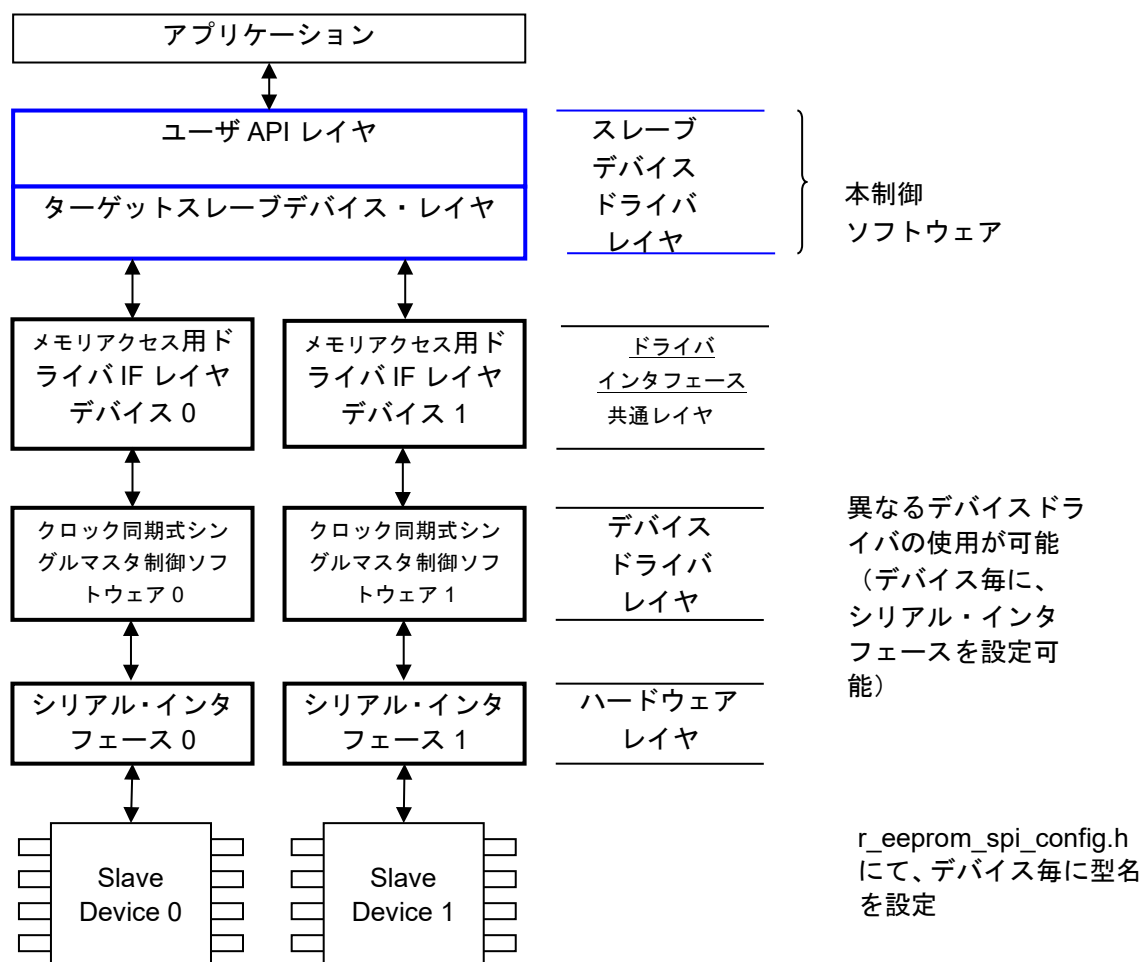 アプリケーション
ユーザ API レイヤ
ターゲットスレーブデバイス・レイヤ
スレーブ
デバイス
ドライバ
レイヤ
本制御
ソフトウェア
メモリアクセス用ド
ライバ IF レイヤ
デバイス 0
メモリアクセス用ド
ライバ IF レイヤ
デバイス 1
ドライバ
インタフェース
共通レイヤ
クロック同期式シン
グルマスタ制御ソフ
トウェア 0
クロック同期式シン
グルマスタ制御ソフ
トウェア 1
デバイス
ドライバ
レイヤ
異なるデバイスドラ
イバの使用が可能
（デバイス毎に、
シリアル・インタ
フェースを設定可
能）
シリアル・インタ
フェース 0
シリアル・インタ
フェース 1
ハードウェア
レイヤ
Slave
Device 0
Slave
Device 1
r_eeprom_spi_config.h
にて、デバイス毎に型名
を設定